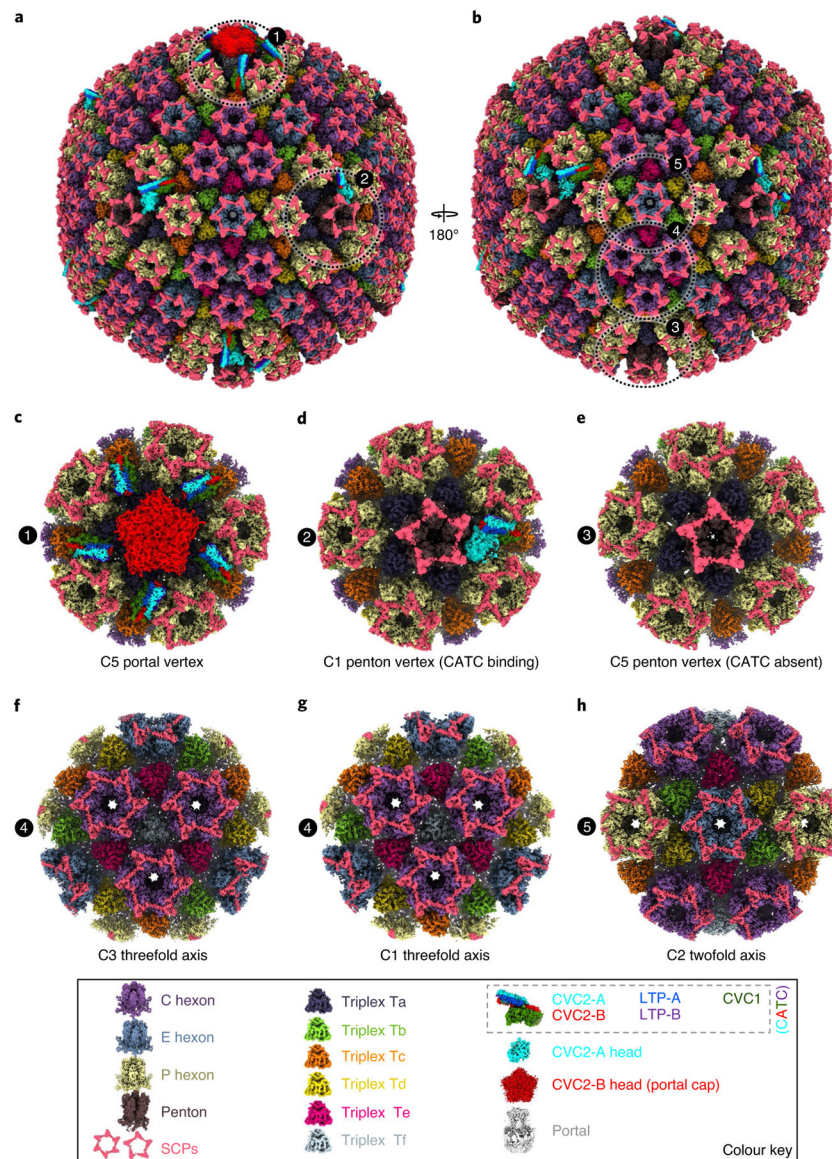 a
b
1
2
5
4
3
180°
c
d
e
1
2
3
C5 portal vertex
C1 penton vertex (CATC binding)
C5 penton vertex (CATC absent)
f
g
h
4
4
5
C3 threefold axis
C1 threefold axis
C2 twofold axis
C hexon
E hexon
P hexon
Penton
SCPs
Triplex Ta
Triplex Tb
Triplex Tc
Triplex Td
Triplex Te
Triplex Tf
CVC2-A LTP-A CVC1
CVC2-B LTP-B
(CATC)
CVC2-A head
CVC2-B head (portal cap)
Portal
Colour key